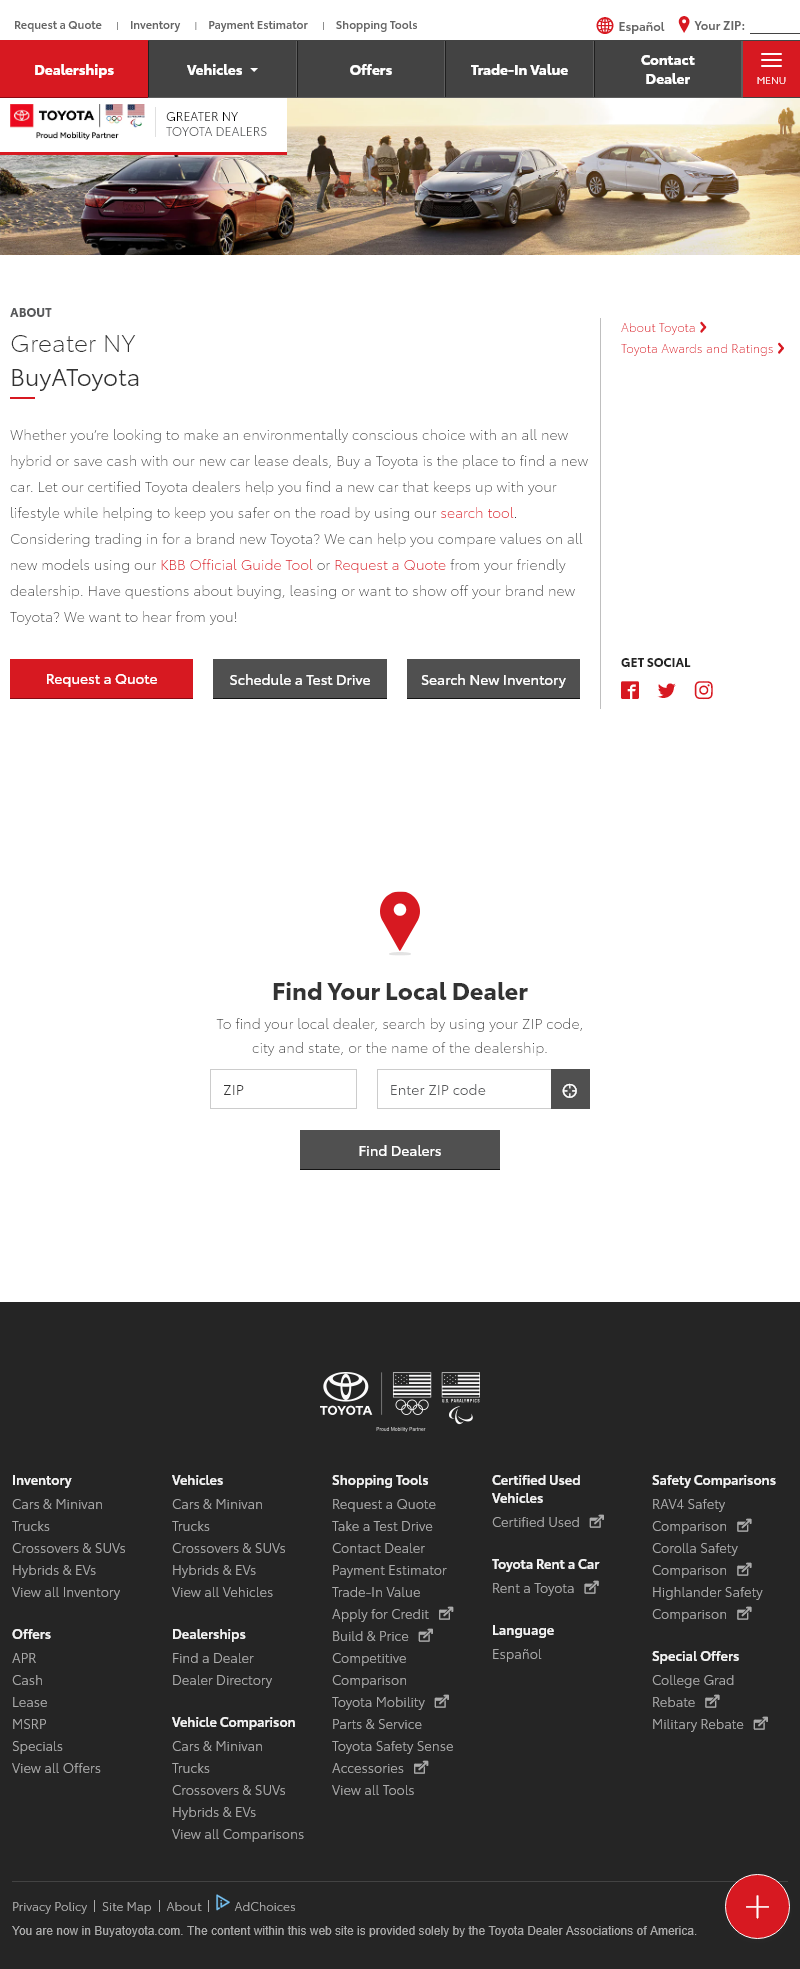 Request a Quote | Inventory | Payment Estimator | Shopping Tools
Español Your ZIP:
Dealerships Vehicles Offers Trade-In Value Contact Dealer MENU
TOYOTA
Proud Mobility Partner
GREATER NY
TOYOTA DEALERS
ABOUT
Greater NY
BuyAToyota
Whether you're looking to make an environmentally conscious choice with an all new
hybrid or save cash with our new car lease deals, Buy a Toyota is the place to find a new
car. Let our certified Toyota dealers help you find a new car that keeps up with your
lifestyle while helping to keep you safer on the road by using our search tool.
Considering trading in for a brand new Toyota? We can help you compare values on all
new models using our KBB Official Guide Tool or Request a Quote from your friendly
dealership. Have questions about buying, leasing or want to show off your brand new
Toyota? We want to hear from you!
Request a Quote
Schedule a Test Drive
Search New Inventory
About Toyota
Toyota Awards and Ratings
GET SOCIAL
Find Your Local Dealer
To find your local dealer, search by using your ZIP code,
city and state, or the name of the dealership.
ZIP
Enter ZIP code
Find Dealers
TOYOTA
U.S. PARALYMPICS
Proud Mobility Partner
Inventory
Cars & Minivan
Trucks
Crossovers & SUVs
Hybrids & EVs
View all Inventory
Offers
APR
Cash
Lease
MSRP
Specials
View all Offers
Vehicles
Cars & Minivan
Trucks
Crossovers & SUVs
Hybrids & EVs
View all Vehicles
Dealerships
Find a Dealer
Dealer Directory
Vehicle Comparison
Cars & Minivan
Trucks
Crossovers & SUVs
Hybrids & EVs
View all Comparisons
Shopping Tools
Request a Quote
Take a Test Drive
Contact Dealer
Payment Estimator
Trade-In Value
Apply for Credit
Build & Price
Competitive
Comparison
Toyota Mobility
Parts & Service
Toyota Safety Sense
Accessories
View all Tools
Certified Used
Vehicles
Certified Used
Toyota Rent a Car
Rent a Toyota
Language
Español
Safety Comparisons
RAV4 Safety
Comparison
Corolla Safety
Comparison
Highlander Safety
Comparison
Special Offers
College Grad
Rebate
Military Rebate
Privacy Policy | Site Map | About | AdChoices
You are now in Buyatoyota.com. The content within this web site is provided solely by the Toyota Dealer Associations of America.